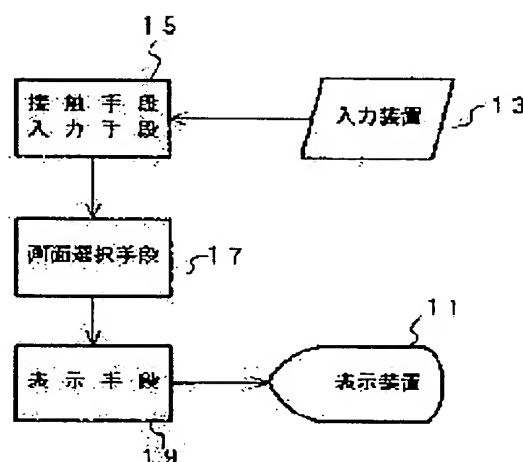 15
接触手段
入力手段
入力装置
13
画面選択手段
17
11
表示手段
表示装置
19